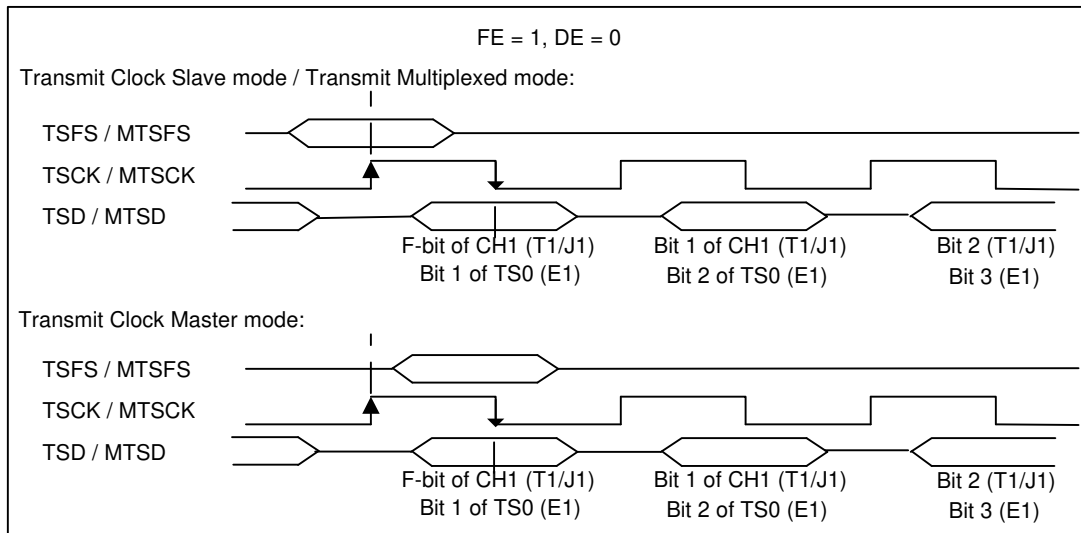 FE = 1, DE = 0
Transmit Clock Slave mode / Transmit Multiplexed mode:
TSFS / MTSFS
TSCK / MTSCK
TSD / MTSD
F-bit of CH1 (T1/J1) Bit 1 of CH1 (T1/J1) Bit 2 (T1/J1)
Bit 1 of TS0 (E1) Bit 2 of TS0 (E1) Bit 3 (E1)
Transmit Clock Master mode:
TSFS / MTSFS
TSCK / MTSCK
TSD / MTSD
F-bit of CH1 (T1/J1) Bit 1 of CH1 (T1/J1) Bit 2 (T1/J1)
Bit 1 of TS0 (E1) Bit 2 of TS0 (E1) Bit 3 (E1)